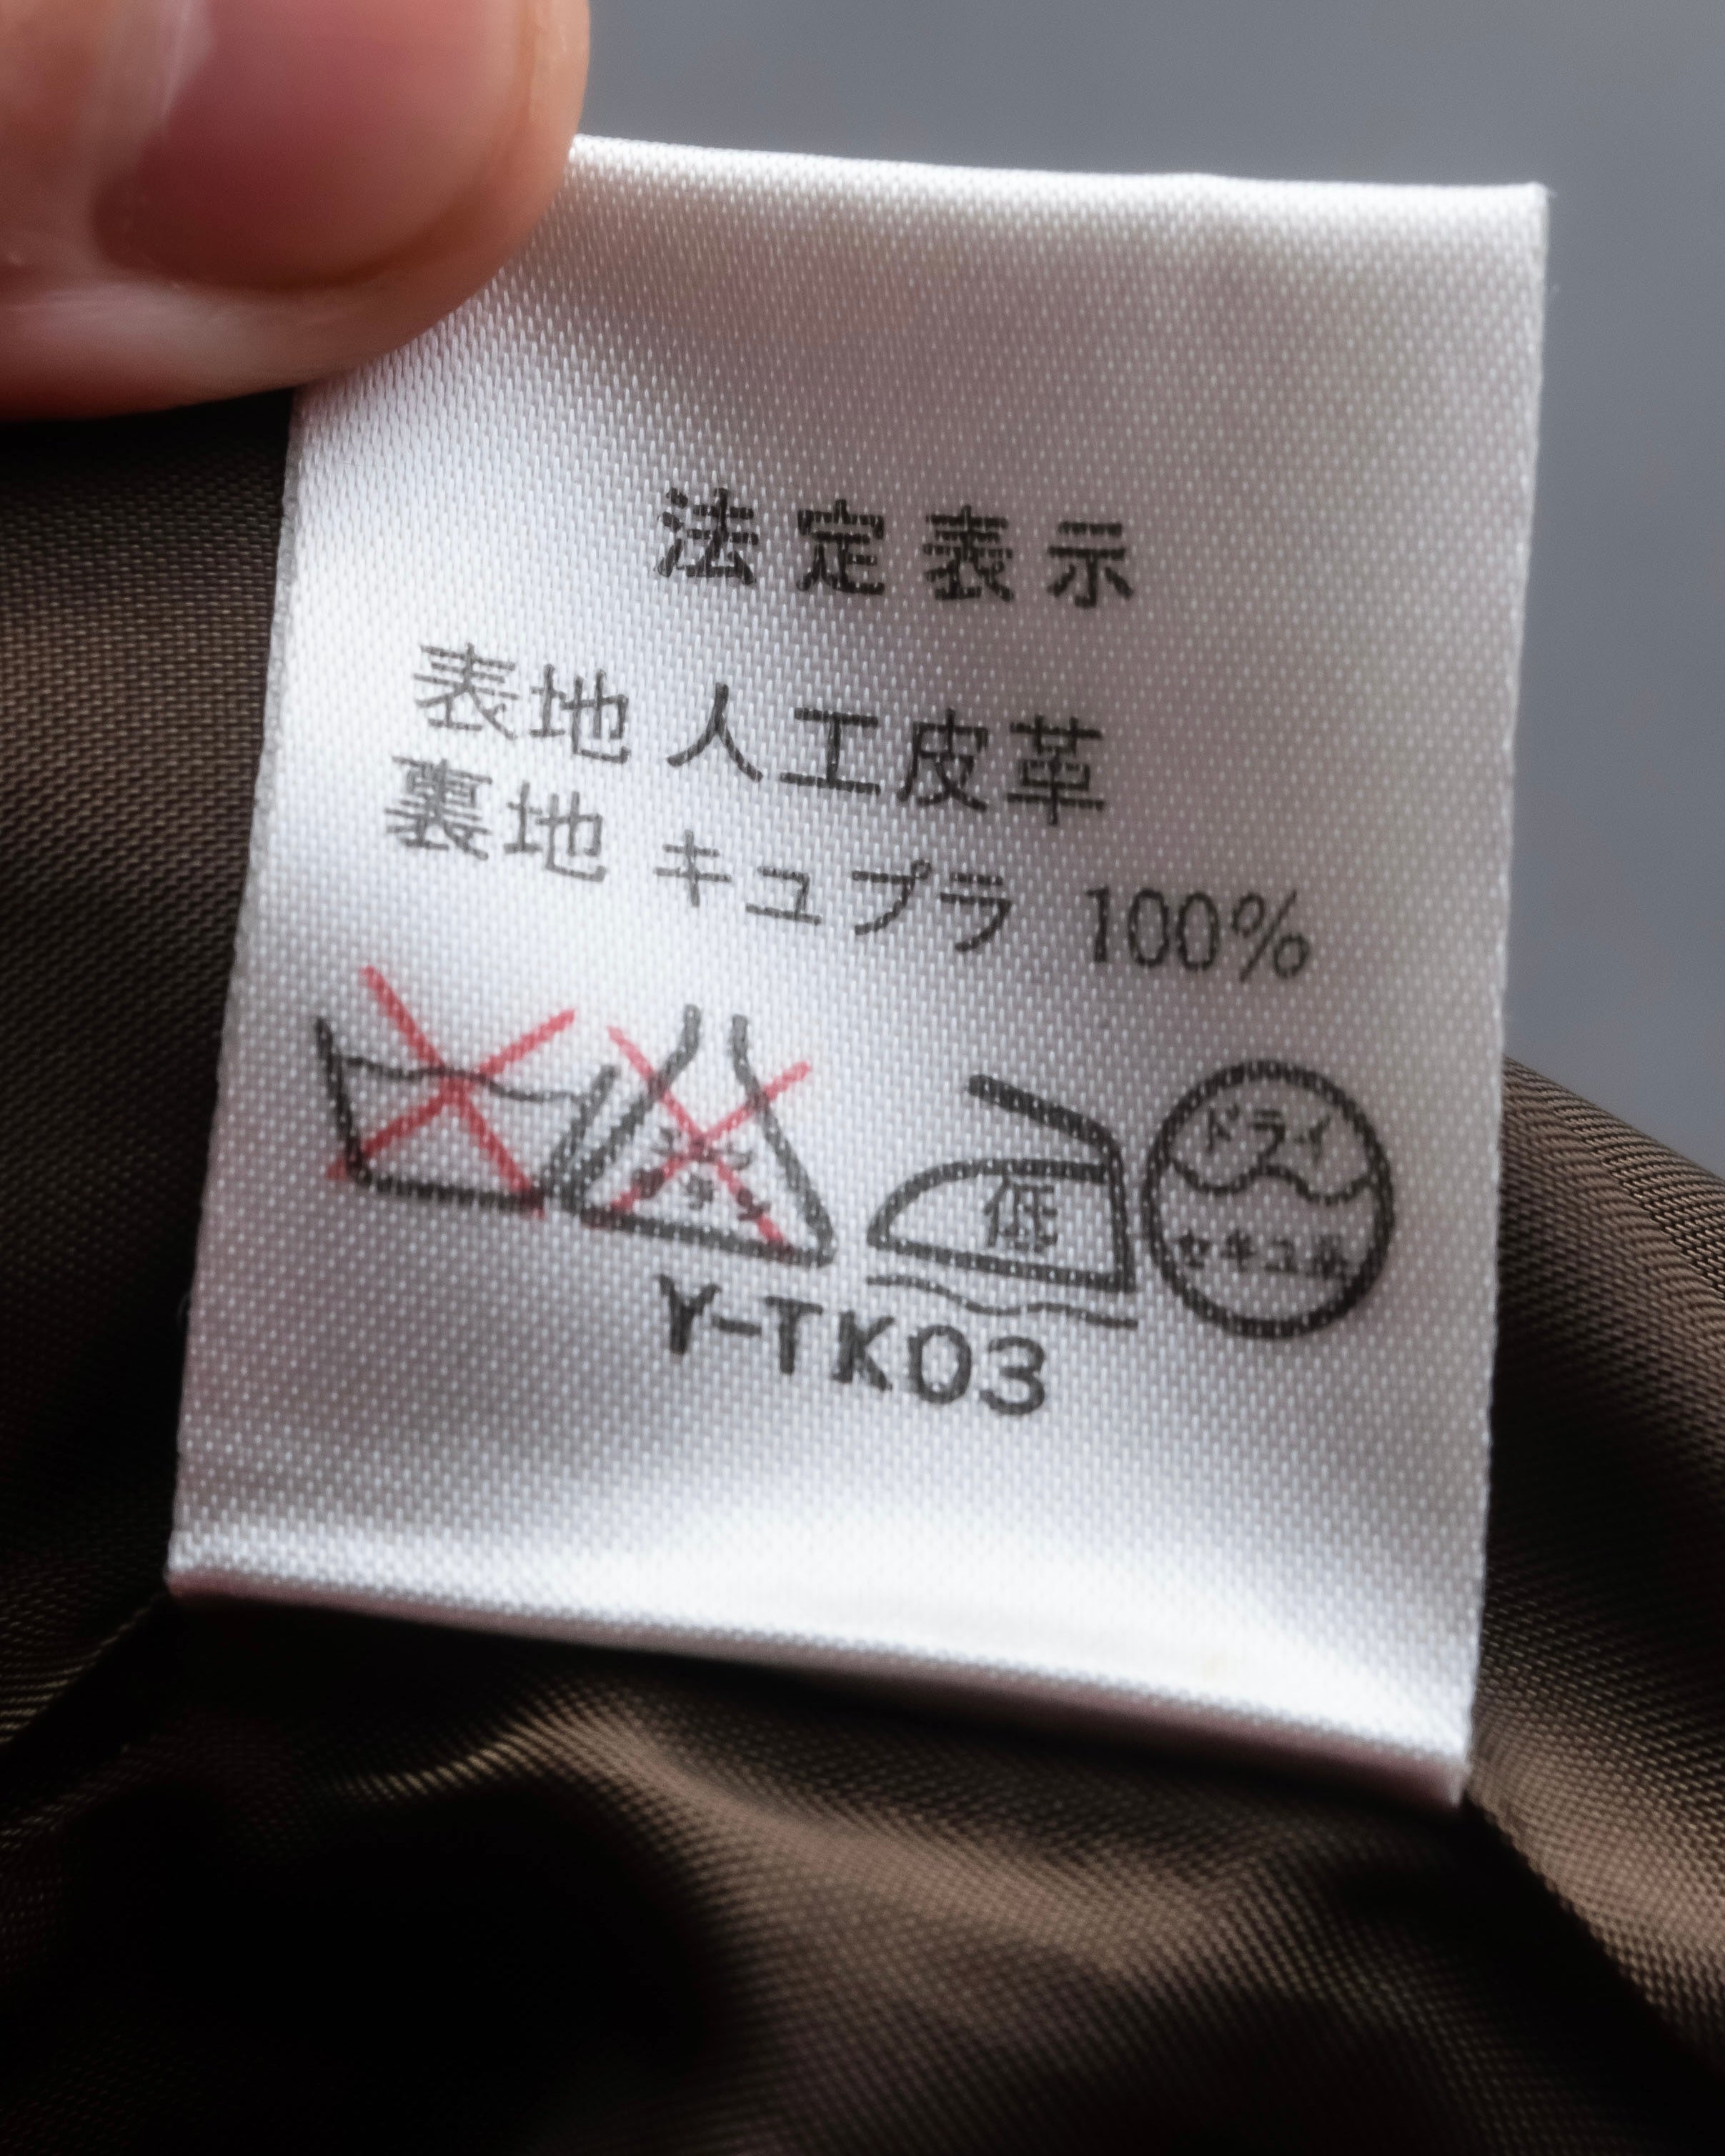 法定表示
表地 人工皮革
裏地 キュプラ 100%
低
ドライ
セキユ系
Y-TK03